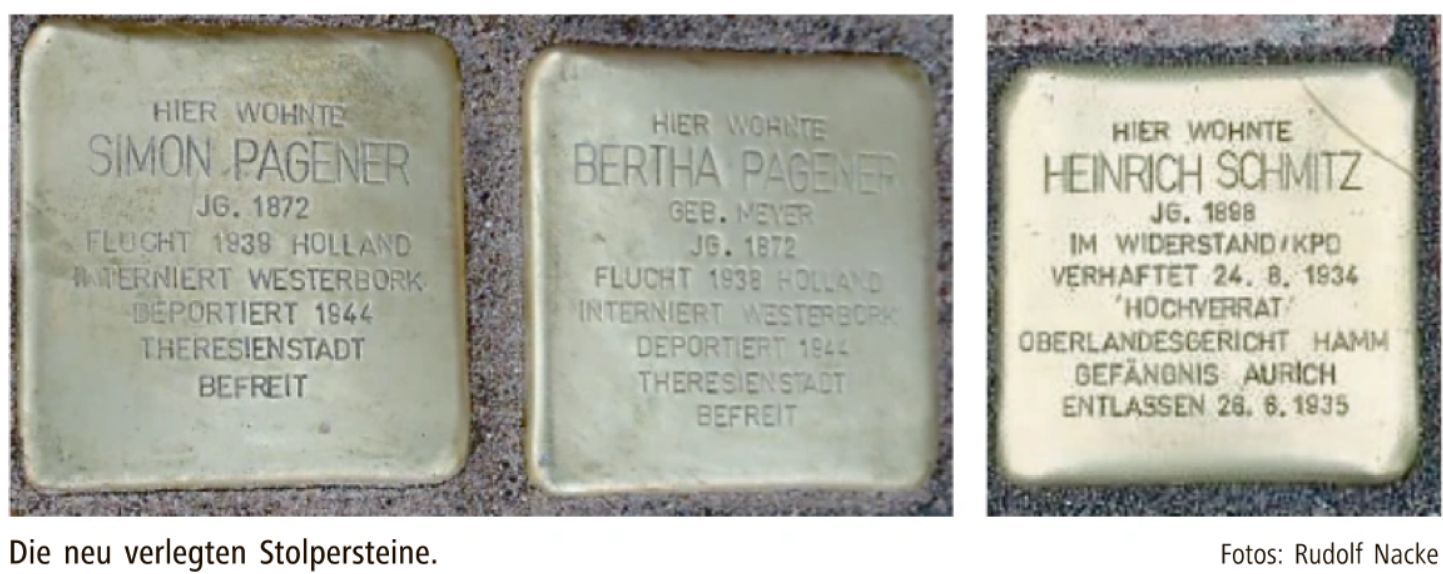 HIER WOHNTE
SIMON PAGENER
JG. 1872
FLUCHT 1938 HOLLAND
INTERNIERT WESTERBORK
DEPORTIERT 1944
THERESIENSTADT
BEFREIT
HIER WOHNTE
BERTHA PAGENER
GEB. MEYER
JG. 1872
FLUCHT 1938 HOLLAND
INTERNIERT WESTERBORK
DEPORTIERT 1944
THERESIENSTADT
BEFREIT
HIER WOHNTE
HEINRICH SCHMITZ
JG. 1898
IM WIDERSTAND/KPD
VERHAFTET 24. 8. 1934
'HOCHVERRAT'
OBERLANDESGERICHT HAMM
GEFÄNGNIS AURICH
ENTLASSEN 26. 6. 1935
Die neu verlegten Stolpersteine.
Fotos: Rudolf Nacke